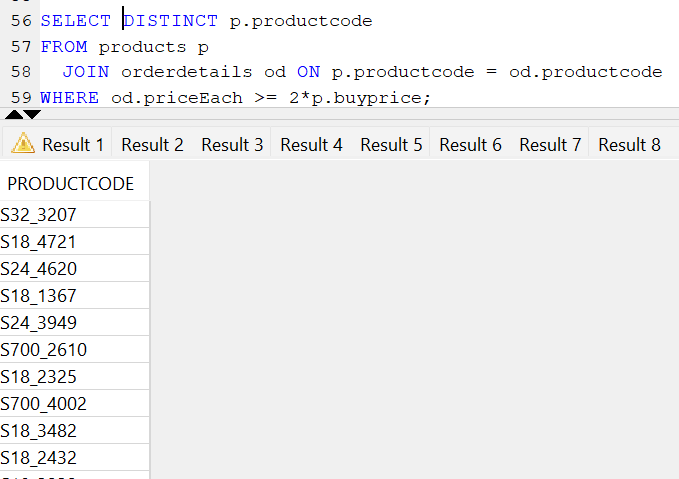 56 SELECT DISTINCT p.productcode
57 FROM products p
58 JOIN orderdetails od ON p.productcode = od.productcode
59 WHERE od.priceEach >= 2*p.buyprice;
Result 1 Result 2 Result 3 Result 4 Result 5 Result 6 Result 7 Result 8
PRODUCTCODE
S32_3207
S18_4721
S24_4620
S18_1367
S24_3949
S700_2610
S18_2325
S700_4002
S18_3482
S18_2432